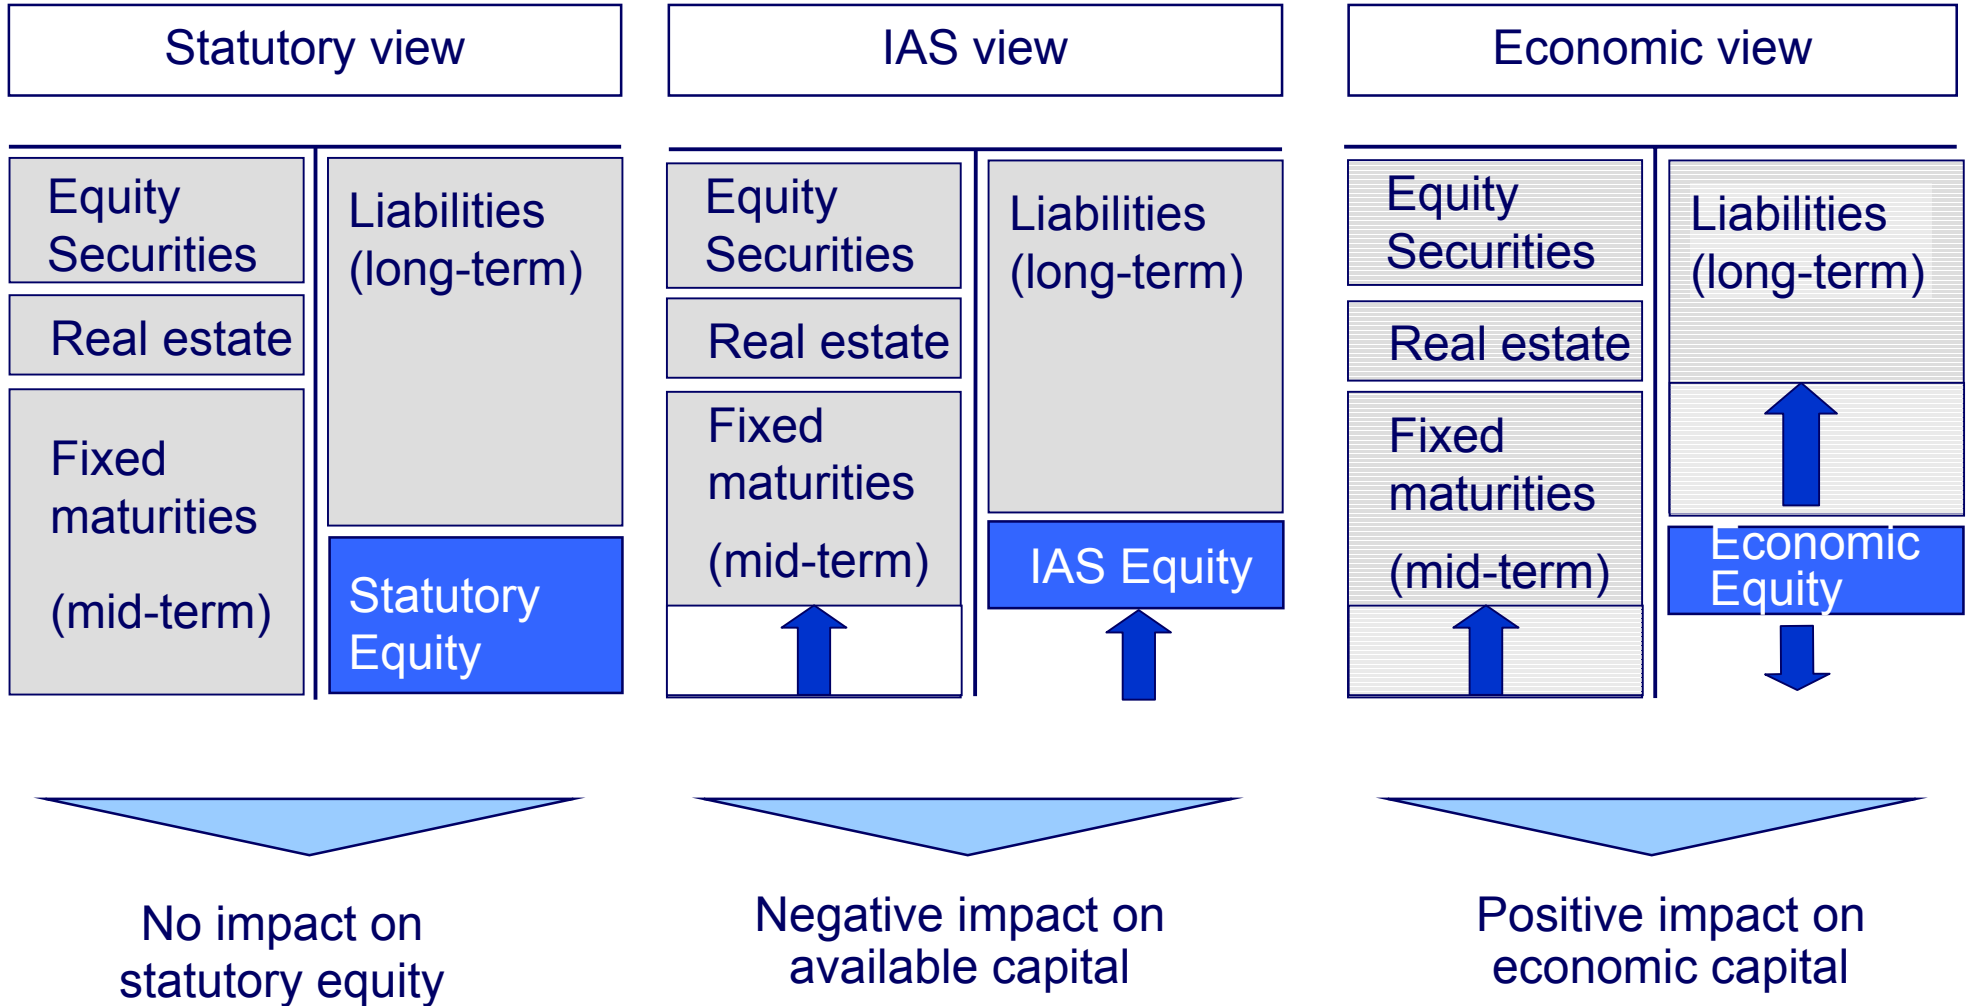 Statutory view
Equity
Securities
Real estate
Fixed
maturities
(mid-term)
Liabilities
(long-term)
Statutory
Equity
No impact on
statutory equity
IAS view
Equity
Securities
Real estate
Fixed
maturities
(mid-term)
Liabilities
(long-term)
IAS Equity
Negative impact on
available capital
Economic view
Equity
Securities
Real estate
Fixed
maturities
(mid-term)
Liabilities
(long-term)
Economic
Equity
Positive impact on
economic capital